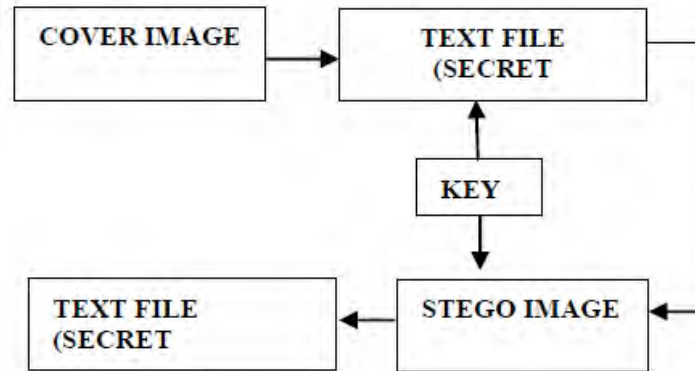 COVER IMAGE
TEXT FILE
(SECRET
KEY
TEXT FILE
(SECRET
STEGO IMAGE